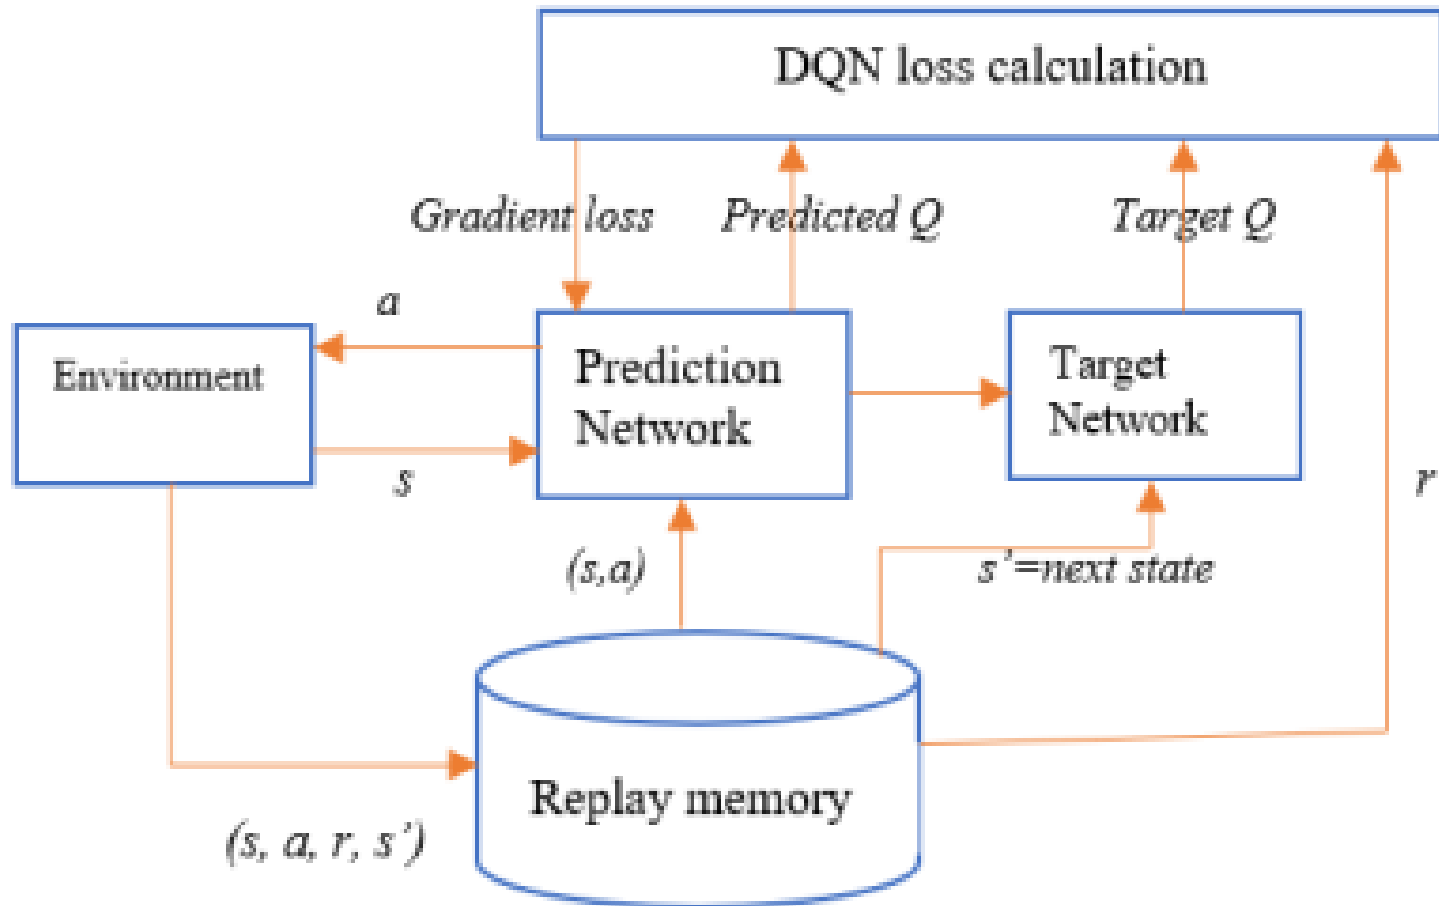 DQN loss calculation
Gradient loss
Predicted Q
Target Q
a
Environment
Prediction
Network
Target
Network
s
r
(s,a)
s’=next state
Replay memory
(s, a, r, s’)